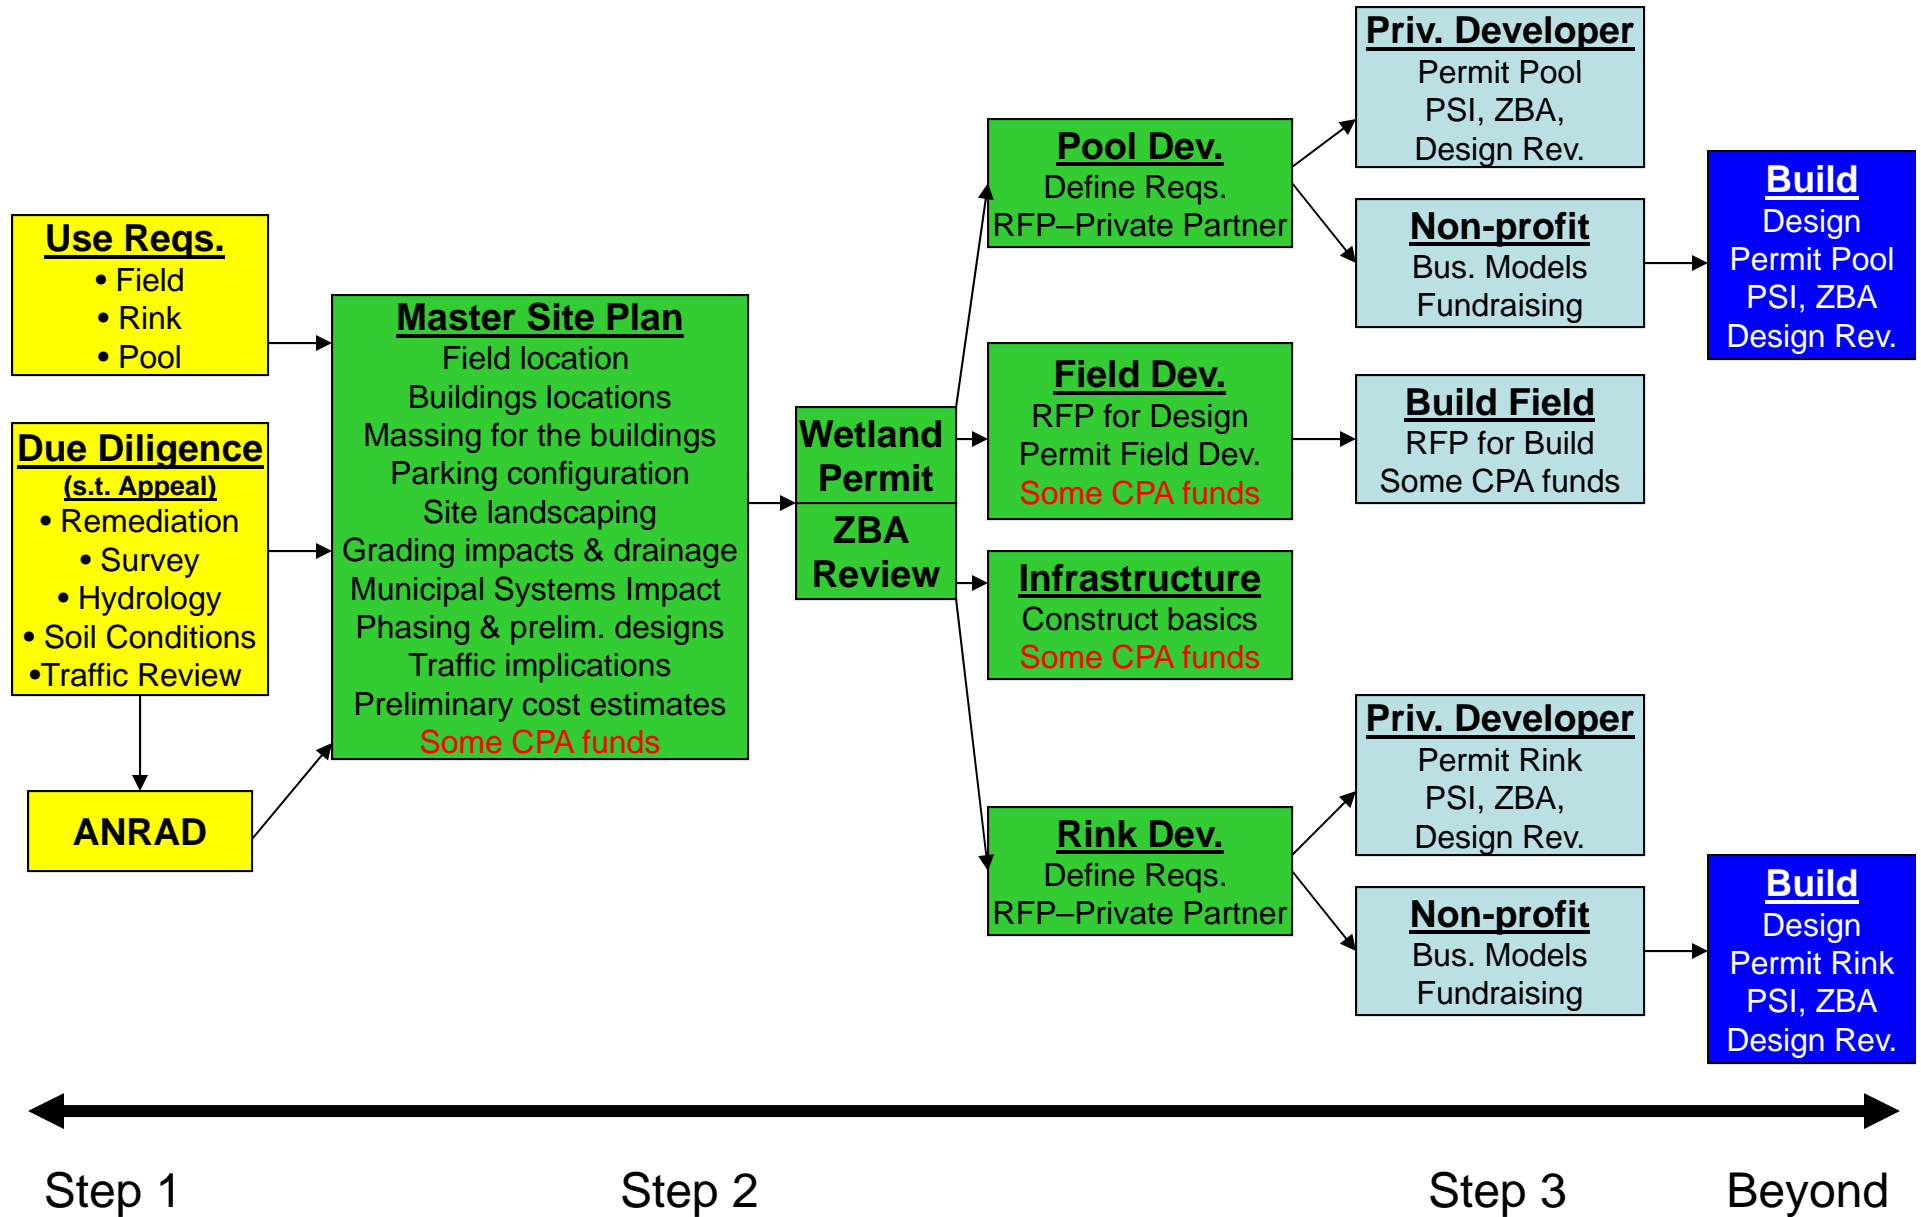 Use Reqs.
• Field
• Rink
• Pool
Due Diligence
(s.t. Appeal)
• Remediation
• Survey
• Hydrology
• Soil Conditions
•Traffic Review
ANRAD
Master Site Plan
Field location
Buildings locations
Massing for the buildings
Parking configuration
Site landscaping
Grading impacts & drainage
Municipal Systems Impact
Phasing & prelim. designs
Traffic implications
Preliminary cost estimates
Some CPA funds
Wetland
Permit
ZBA
Review
Pool Dev.
Define Reqs.
RFP–Private Partner
Field Dev.
RFP for Design
Permit Field Dev.
Some CPA funds
Infrastructure
Construct basics
Some CPA funds
Rink Dev.
Define Reqs.
RFP–Private Partner
Priv. Developer
Permit Pool
PSI, ZBA,
Design Rev.
Non-profit
Bus. Models
Fundraising
Build Field
RFP for Build
Some CPA funds
Priv. Developer
Permit Rink
PSI, ZBA,
Design Rev.
Non-profit
Bus. Models
Fundraising
Build
Design
Permit Pool
PSI, ZBA
Design Rev.
Build
Design
Permit Rink
PSI, ZBA
Design Rev.
Step 1
Step 2
Step 3
Beyond